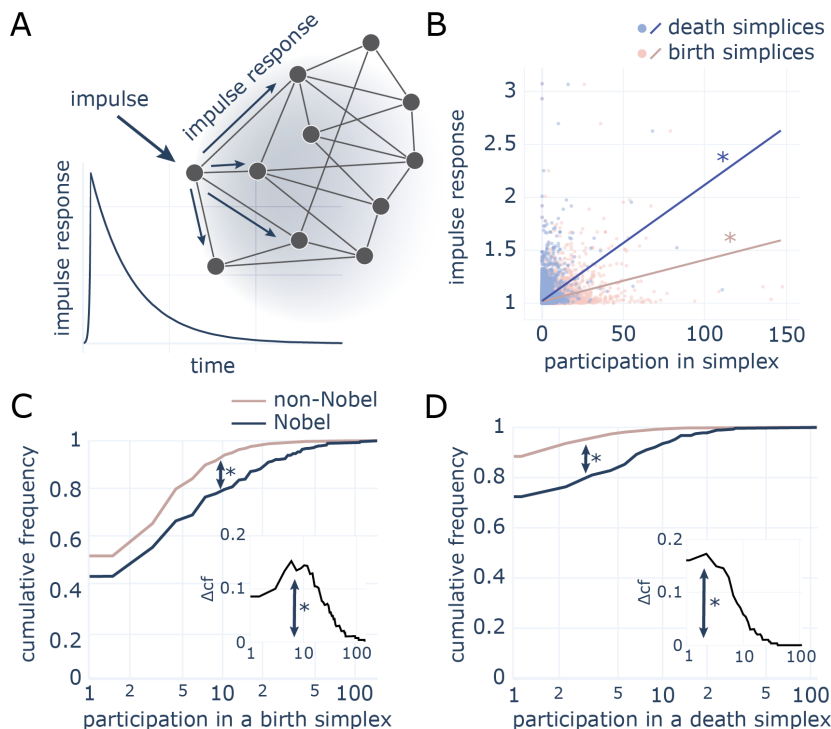 A
impulse response
impulse
impulse response
time
B
death simplices
birth simplices
impulse response
3
2.5
2
1.5
1
*
*
0
50
100
150
participation in simplex
C
non-Nobel
Nobel
cumulative frequency
1
0.8
0.6
0.4
0.2
0
*
Δcf
0.2
0.1
0
*
1
10
100
1
2
5
10
2
5
100
participation in a birth simplex
D
cumulative frequency
1
0.8
0.6
0.4
0.2
0
*
Δcf
0.2
0.1
0
*
1
10
100
1
2
5
10
2
5
100
participation in a death simplex